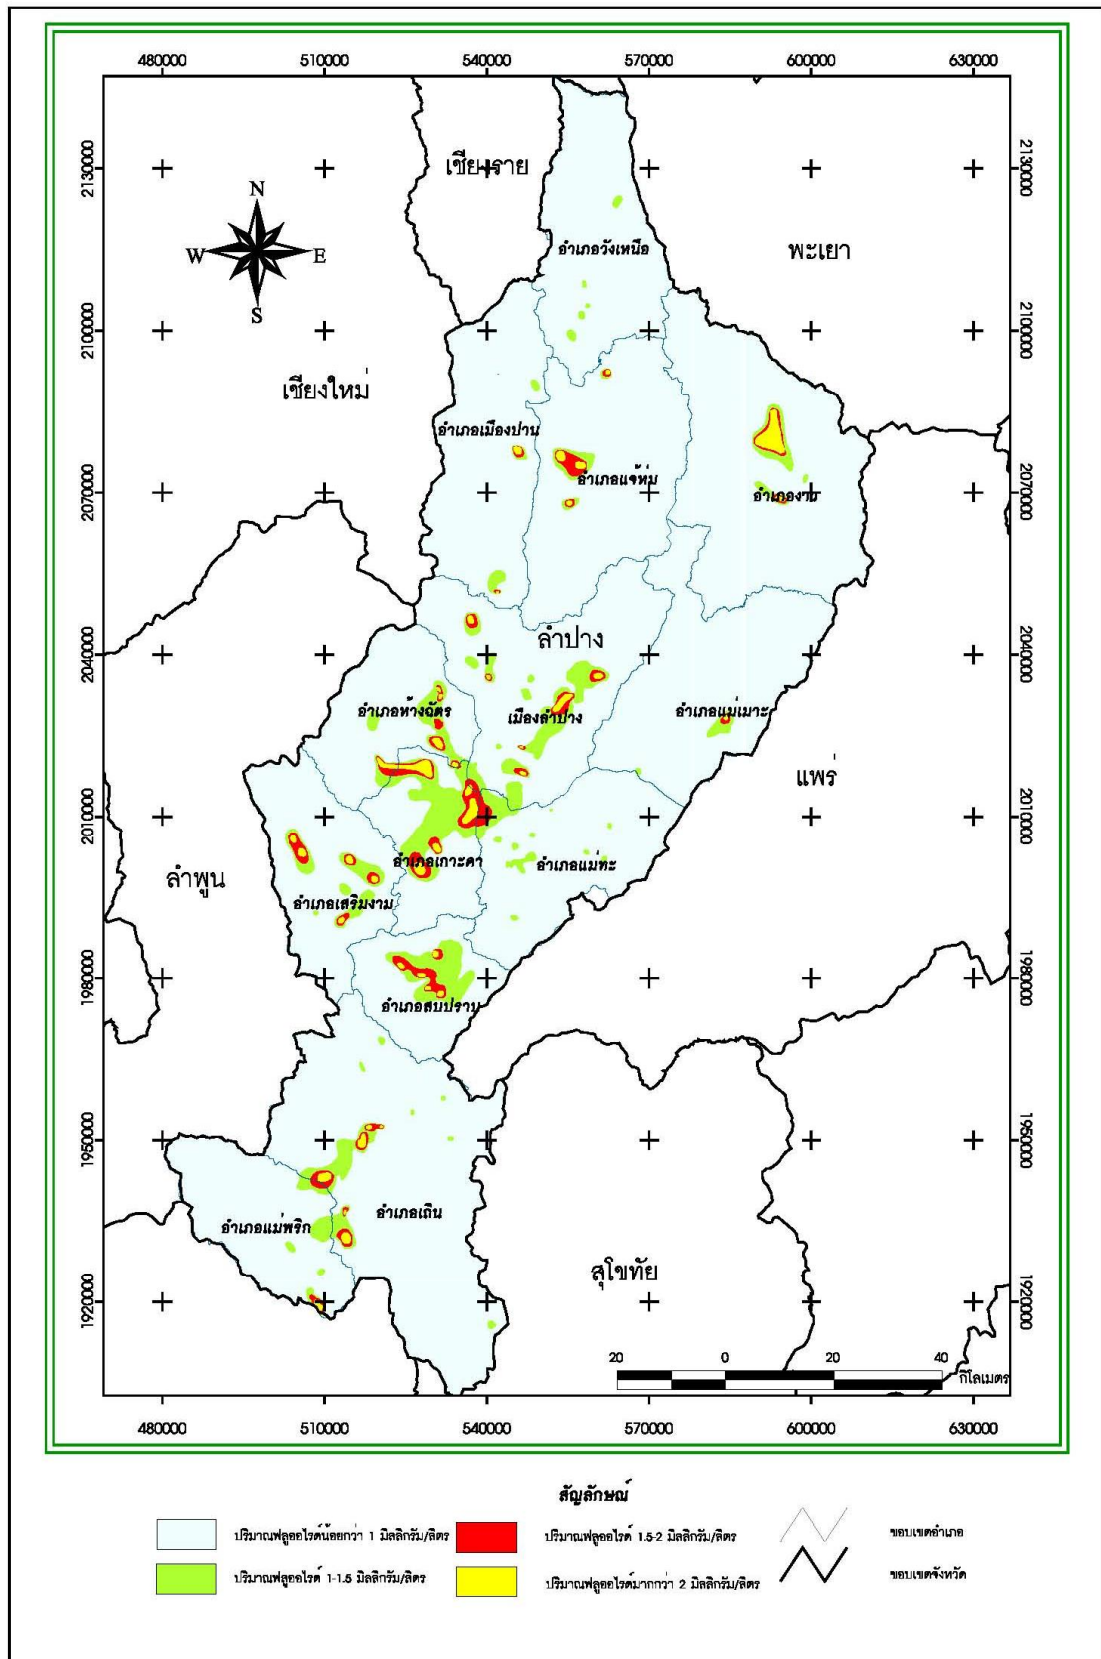 480000 510000 540000 570000 600000 630000
2130000 2130000
เชียงราย
N
W E
S
อำเภอวังเหนือ
พะเยา
2100000 2100000
เชียงใหม่
อำเภอเมืองปาน
อำเภอแจ้ห่ม
2070000 2070000
อำเภองาว
ลำปาง
2040000 2040000
อำเภอห้างฉัตร
เมืองลำปาง
อำเภอแม่เมาะ
แพร่
2010000 2010000
อำเภอเกาะคา
อำเภอแม่ทะ
ลำพูน
อำเภอเสริมงาม
1980000 1980000
อำเภอสบปราบ
1950000 1950000
อำเภอเถิน
อำเภอแม่พริก
สุโขทัย
1920000 1920000
20 0 20 40
กิโลเมตร
480000 510000 540000 570000 600000 630000
สัญลักษณ์
ปริมาณฟลูออไรด์น้อยกว่า 1 มิลลิกรัม/ลิตร
ปริมาณฟลูออไรด์ 1.5-2 มิลลิกรัม/ลิตร
ขอบเขตอำเภอ
ปริมาณฟลูออไรด์ 1-1.5 มิลลิกรัม/ลิตร
ปริมาณฟลูออไรด์มากกว่า 2 มิลลิกรัม/ลิตร
ขอบเขตจังหวัด